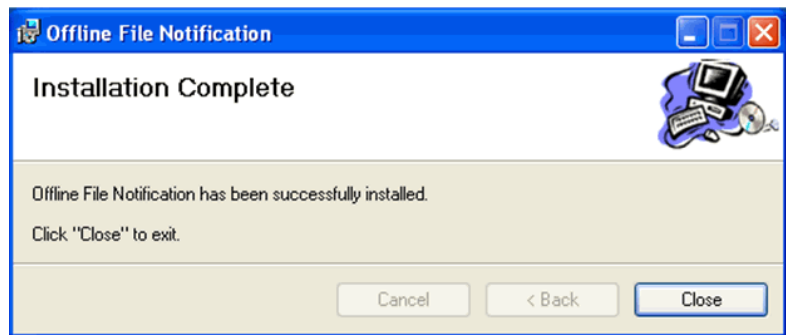 Offline File Notification
Installation Complete
Offline File Notification has been successfully installed.
Click "Close" to exit.
Cancel
< Back
Close